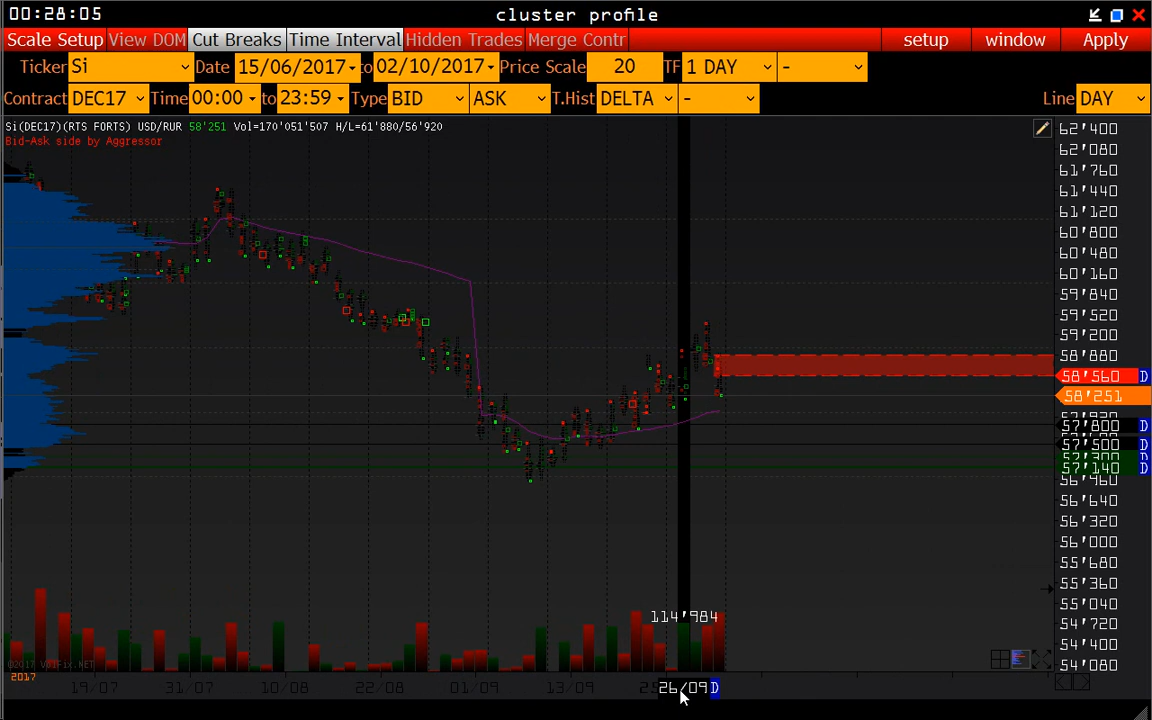 00:28:05 cluster profile
Scale Setup View DOM Cut Breaks Time Interval Hidden Trades Merge Contr setup window Apply
Ticker Si Date 15/06/2017 to 02/10/2017 Price Scale 20 TF 1 DAY -
Contract DEC17 Time 00:00 to 23:59 Type BID ASK T.Hist DELTA - Line DAY
Si(DEC17)(RTS FORTS) USD/RUR 58'251 Vol=170'051'507 H/L=61'880/56'920
Bid-Ask side by Aggressor
62'400
62'080
61'760
61'440
61'120
60'800
60'480
60'160
59'840
59'520
59'200
58'880
58'560 D
58'251
57'920
57'800 D
57'500 D
57'300 D
57'140 D
56'960
56'640
56'320
56'000
55'680
55'360
55'040
54'720
54'400
54'080
114'984
©2017 VolFix.NET
2017
19/07 31/07 10/08 22/08 01/09 13/09 26/09 D